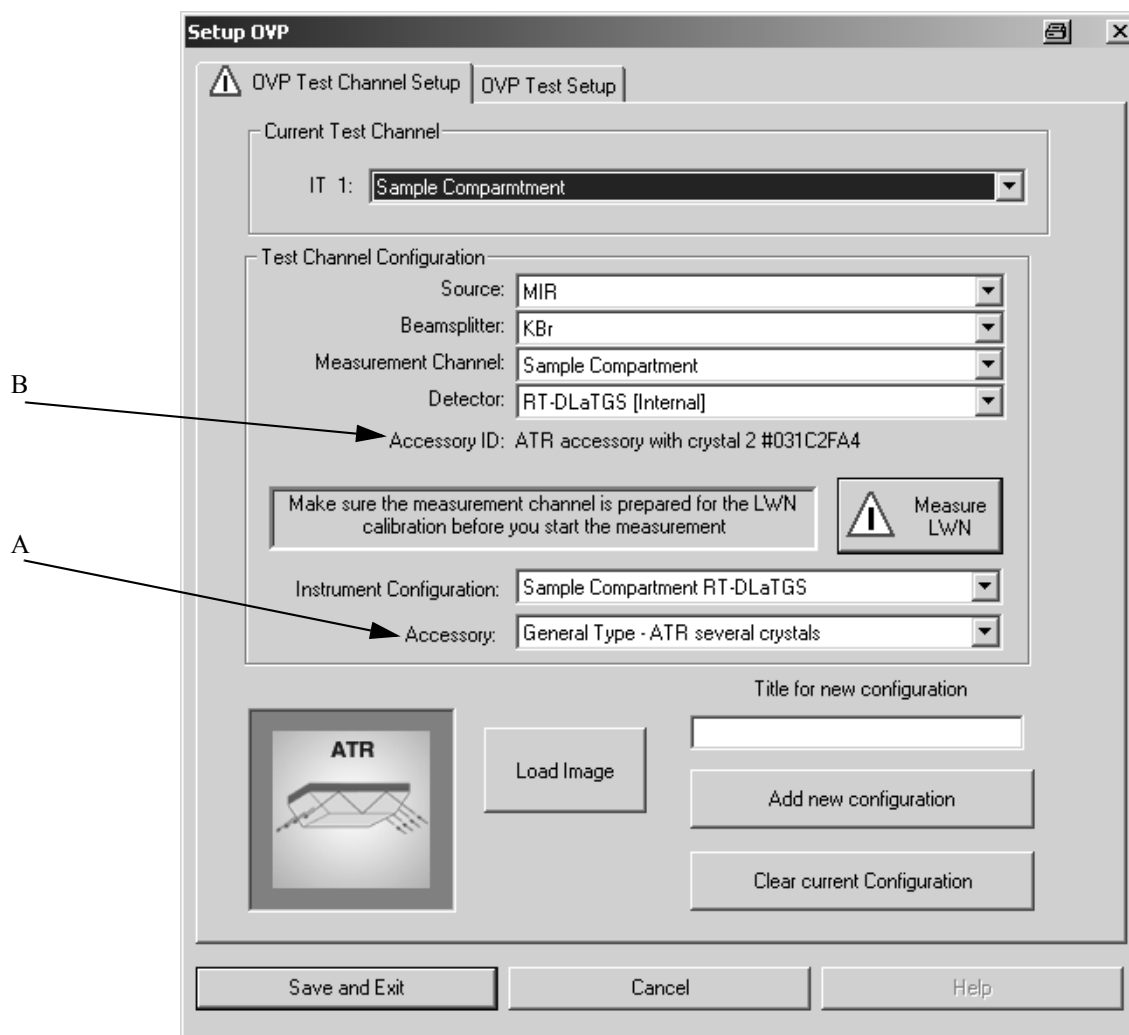 Setup OVP
OVP Test Channel Setup
OVP Test Setup
Current Test Channel
IT 1: Sample Comparmtment
Test Channel Configuration
Source: MIR
Beamsplitter: KBr
Measurement Channel: Sample Compartment
Detector: RT-DLaTGS [Internal]
B
Accessory ID: ATR accessory with crystal 2 #031C2FA4
Make sure the measurement channel is prepared for the LWN
calibration before you start the measurement
Measure
LWN
A
Instrument Configuration: Sample Compartment RT-DLaTGS
Accessory: General Type - ATR several crystals
Title for new configuration
ATR
Load Image
Add new configuration
Clear current Configuration
Save and Exit
Cancel
Help